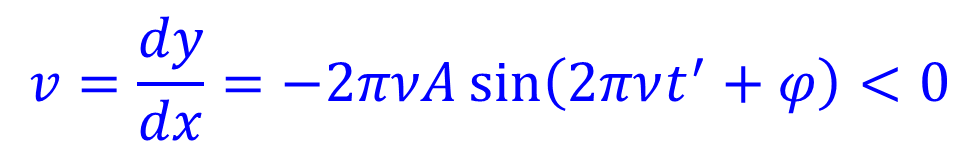 v = dy/dx = −2πνA sin(2πνt′ + φ) < 0